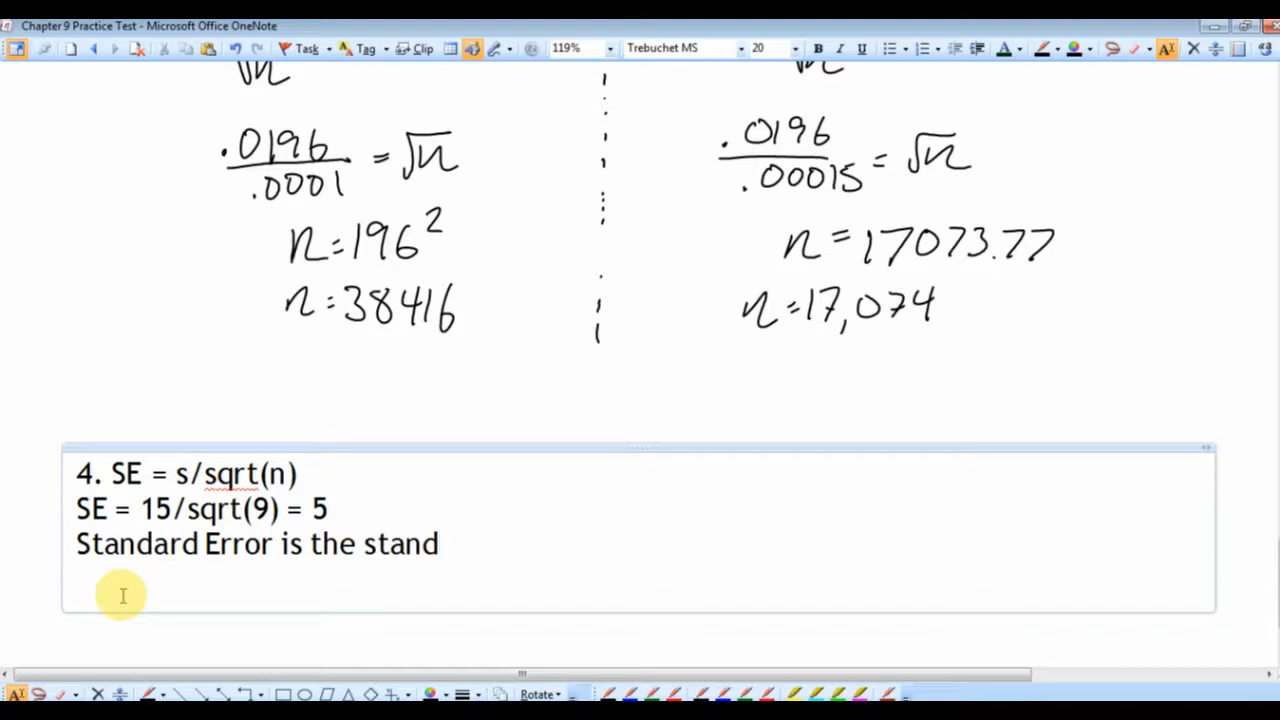 Chapter 9 Practice Test - Microsoft Office OneNote
Task Tag Clip 119% Trebuchet MS 20 B I U
√n
√n
.0196
.0001
= √n
n=196²
n=38416
.0196
.00015
= √n
n=17073.77
n=17,074
4. SE = s/sqrt(n)
SE = 15/sqrt(9) = 5
Standard Error is the stand
Rotate